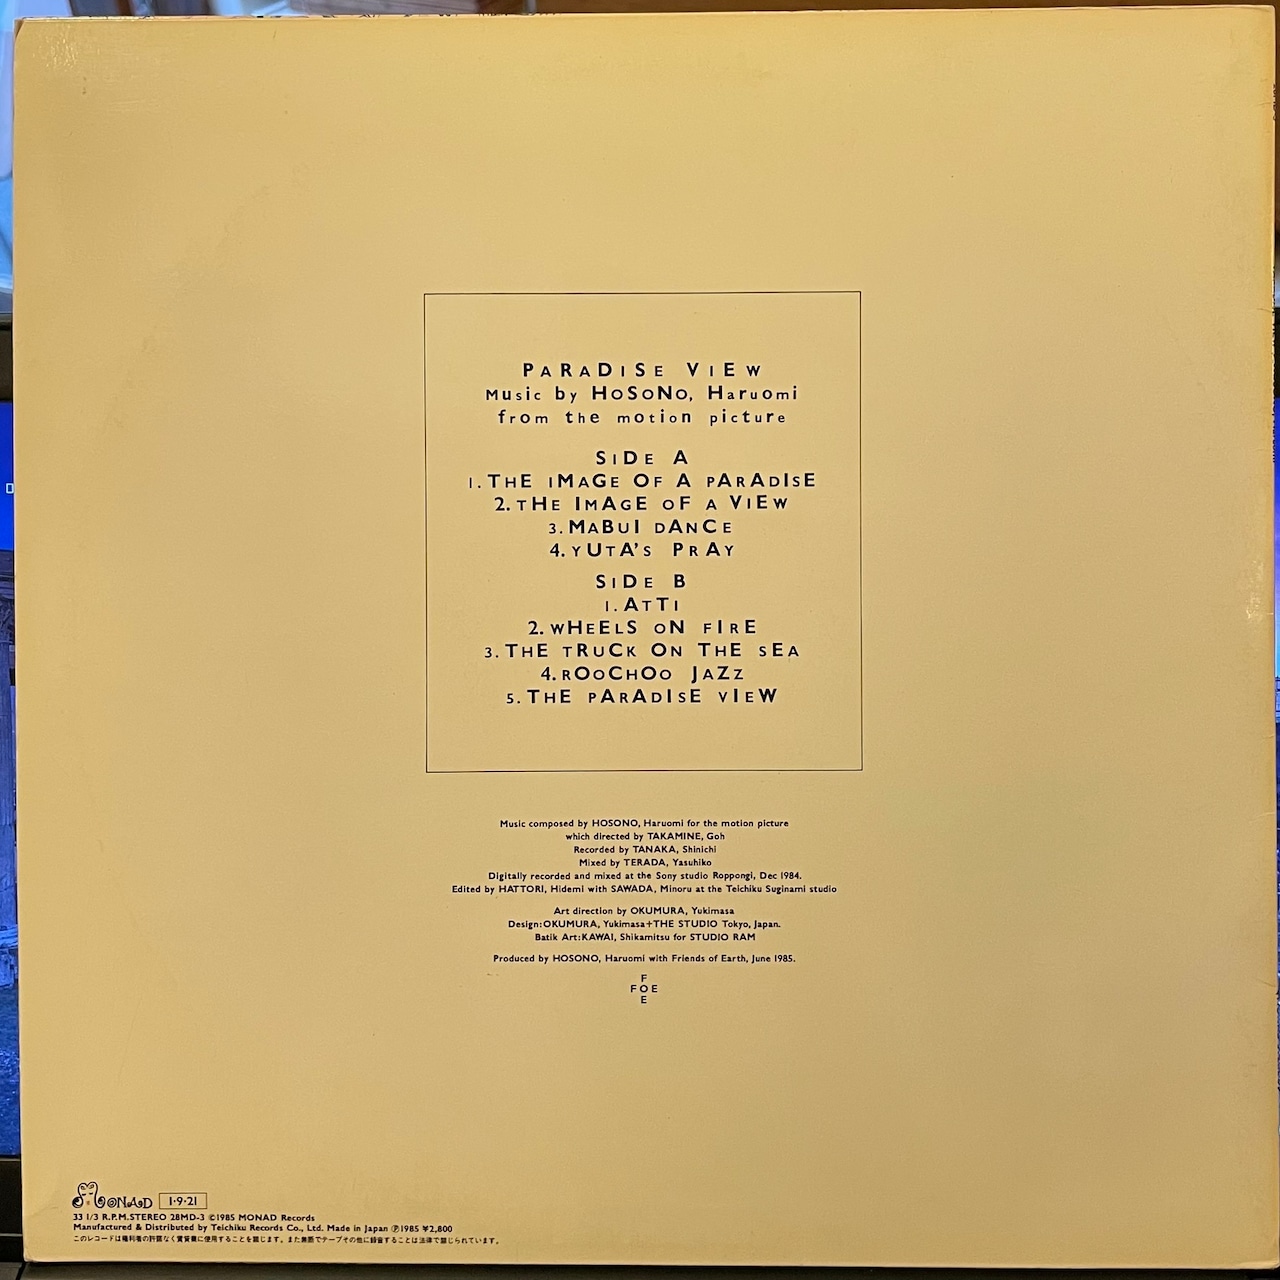 PARADISE VIEW
Music by HOSONO, Haruomi
from the motion picture
SIDE A
1. THE IMAGE OF A PARADISE
2. THE IMAGE OF A VIEW
3. MABUI DANCE
4. YUTA'S PRAY
SIDE B
1. ATTI
2. WHEELS ON FIRE
3. THE TRUCK ON THE SEA
4. ROOCHOO JAZZ
5. THE PARADISE VIEW
Music composed by HOSONO, Haruomi for the motion picture
which directed by TAKAMINE, Goh
Recorded by TANAKA, Shinichi
Mixed by TERADA, Yasuhiko
Digitally recorded and mixed at the Sony studio Roppongi, Dec 1984.
Edited by HATTORI, Hidemi with SAWADA, Minoru at the Teichiku Suginami studio
Art direction by OKUMURA, Yukimasa
Design:OKUMURA, Yukimasa+THE STUDIO Tokyo, Japan.
Batik Art:KAWAI, Shikamitsu for STUDIO RAM
Produced by HOSONO, Haruomi with Friends of Earth, June 1985.
F
FOE
E
MONAD 1·9·21
33 1/3 R.P.M.STEREO 28MD-3 ©1985 MONAD Records
Manufactured & Distributed by Teichiku Records Co., Ltd. Made in Japan Ⓟ1985 ¥2,800
このレコードは権利者の許諾なく賃貸業に使用することを禁じます。また無断でテープその他に録音することは法律で禁じられています。